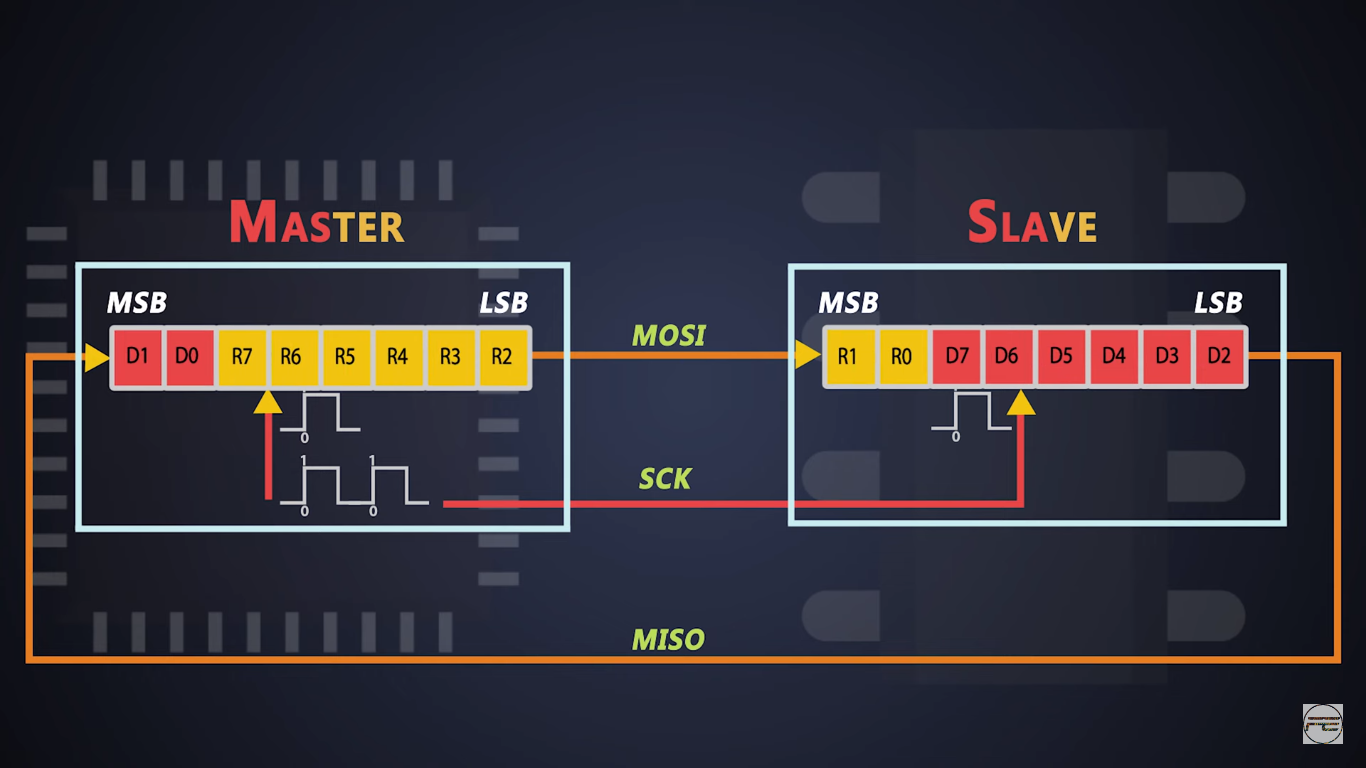 MASTER
SLAVE
MSB
LSB
MSB
LSB
D1 D0 R7 R6 R5 R4 R3 R2
MOSI
R1 R0 D7 D6 D5 D4 D3 D2
0
0
1 1
0 0
SCK
MISO